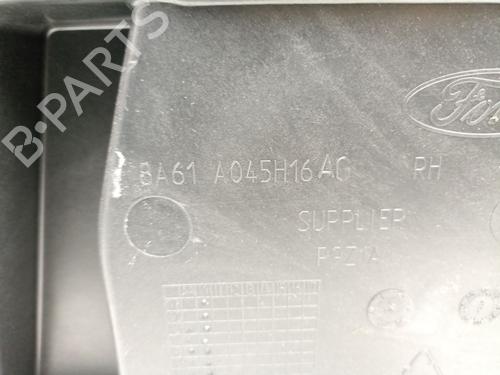 B-PARTS
Ford
8A61 A045H16 AG RH
SUPPLIER